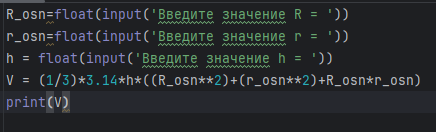 R_osn=float(input('Введите значение R = '))
r_osn=float(input('Введите значение r = '))
h = float(input('Введите значение h = '))
V = (1/3)*3.14*h*((R_osn**2)+(r_osn**2)+R_osn*r_osn)
print(V)